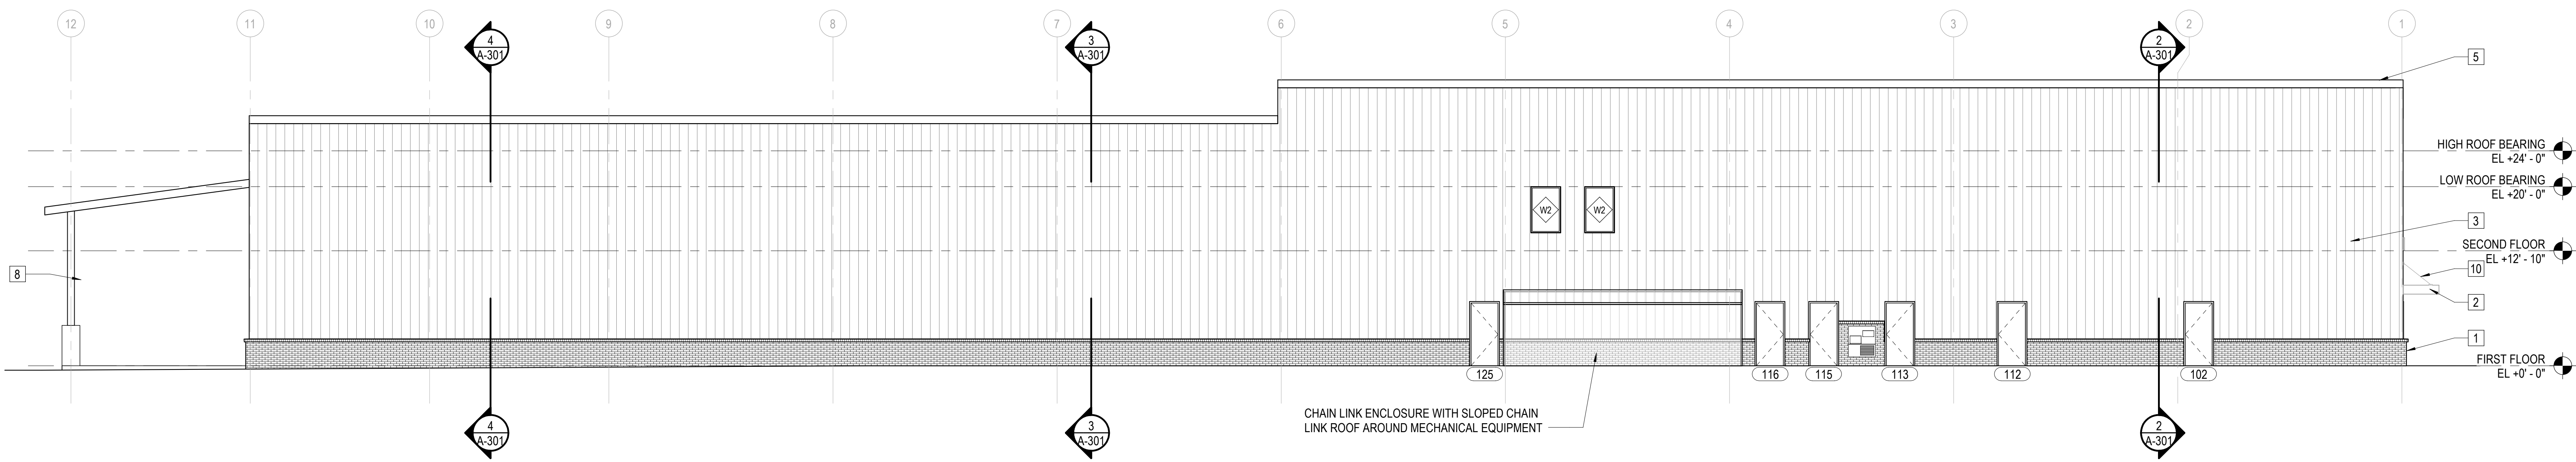 12
11
10
9
8
7
6
5
4
3
2
1
4
A-301
3
A-301
2
A-301
5
HIGH ROOF BEARING
EL +24' - 0"
LOW ROOF BEARING
EL +20' - 0"
W2
W2
3
SECOND FLOOR
EL +12' - 10"
10
8
2
1
FIRST FLOOR
EL +0' - 0"
125
116
115
113
112
102
CHAIN LINK ENCLOSURE WITH SLOPED CHAIN
LINK ROOF AROUND MECHANICAL EQUIPMENT
4
A-301
3
A-301
2
A-301